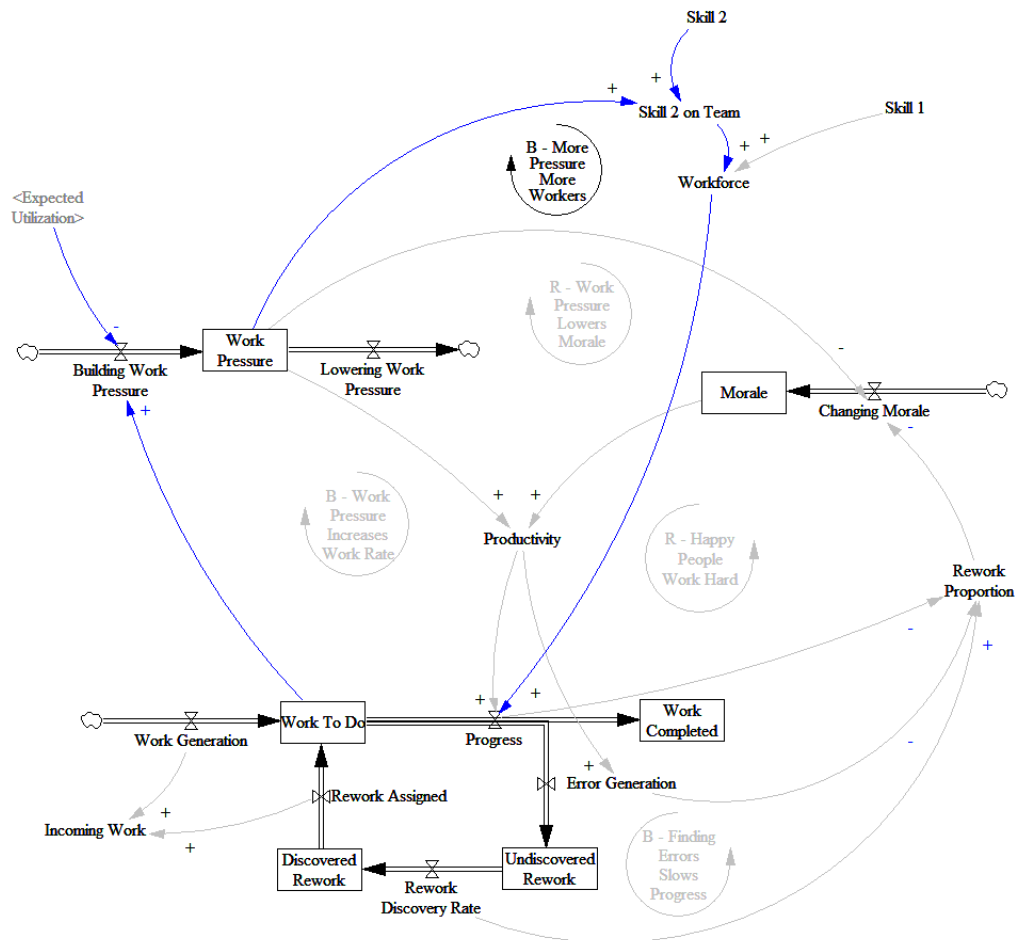 Skill 2
+
+
Skill 2 on Team
Skill 1
B - More
Pressure
More
Workers
+
+
Workforce
<Expected
Utilization>
R - Work
Pressure
Lowers
Morale
-
Work
Pressure
-
Building Work
Pressure
Lowering Work
Pressure
Morale
Changing Morale
+
-
B - Work
Pressure
Increases
Work Rate
+
+
Productivity
R - Happy
People
Work Hard
Rework
Proportion
-
+
+
+
Work To Do
Work
Completed
Work Generation
Progress
-
+
Error Generation
Rework Assigned
+
Incoming Work
+
B - Finding
Errors
Slows
Progress
Discovered
Rework
Undiscovered
Rework
Rework
Discovery Rate